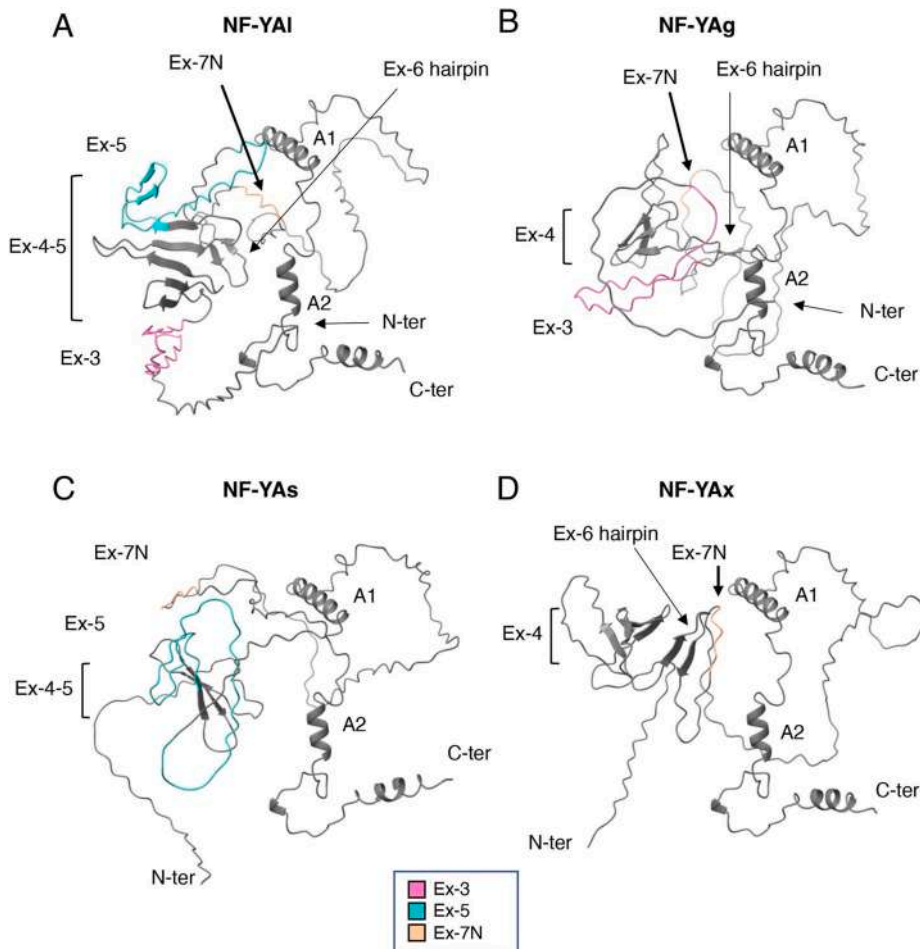 A
NF-YAl
Ex-7N
Ex-6 hairpin
A1
Ex-5
Ex-4-5
A2
N-ter
Ex-3
C-ter
B
NF-YAg
Ex-7N
Ex-6 hairpin
A1
Ex-4
A2
N-ter
Ex-3
C-ter
C
NF-YAs
Ex-7N
A1
Ex-5
Ex-4-5
A2
C-ter
N-ter
D
NF-YAx
Ex-6 hairpin
Ex-7N
A1
Ex-4
A2
C-ter
N-ter
Ex-3
Ex-5
Ex-7N